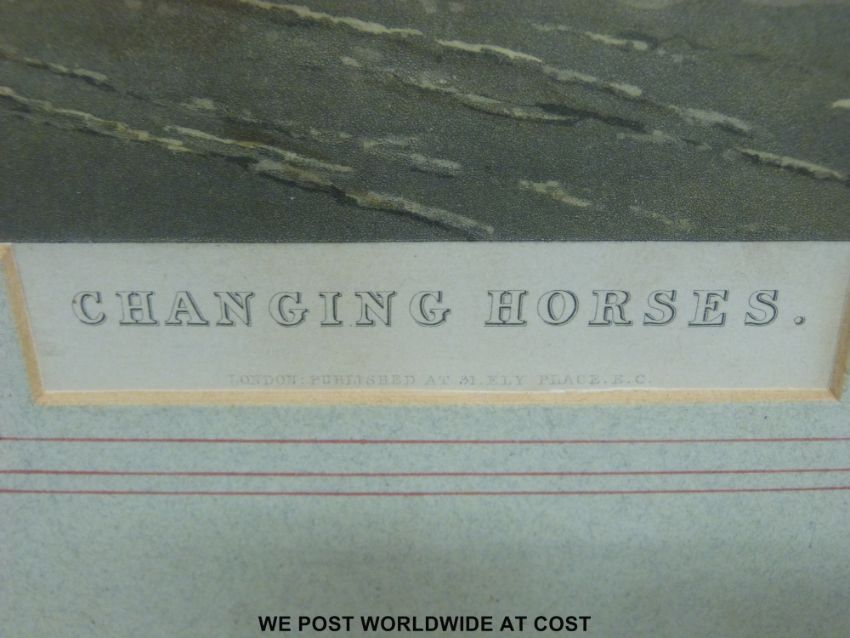 CHANGING HORSES.
LONDON: PUBLISHED AT 31. ELY PLACE. E.C.
WE POST WORLDWIDE AT COST